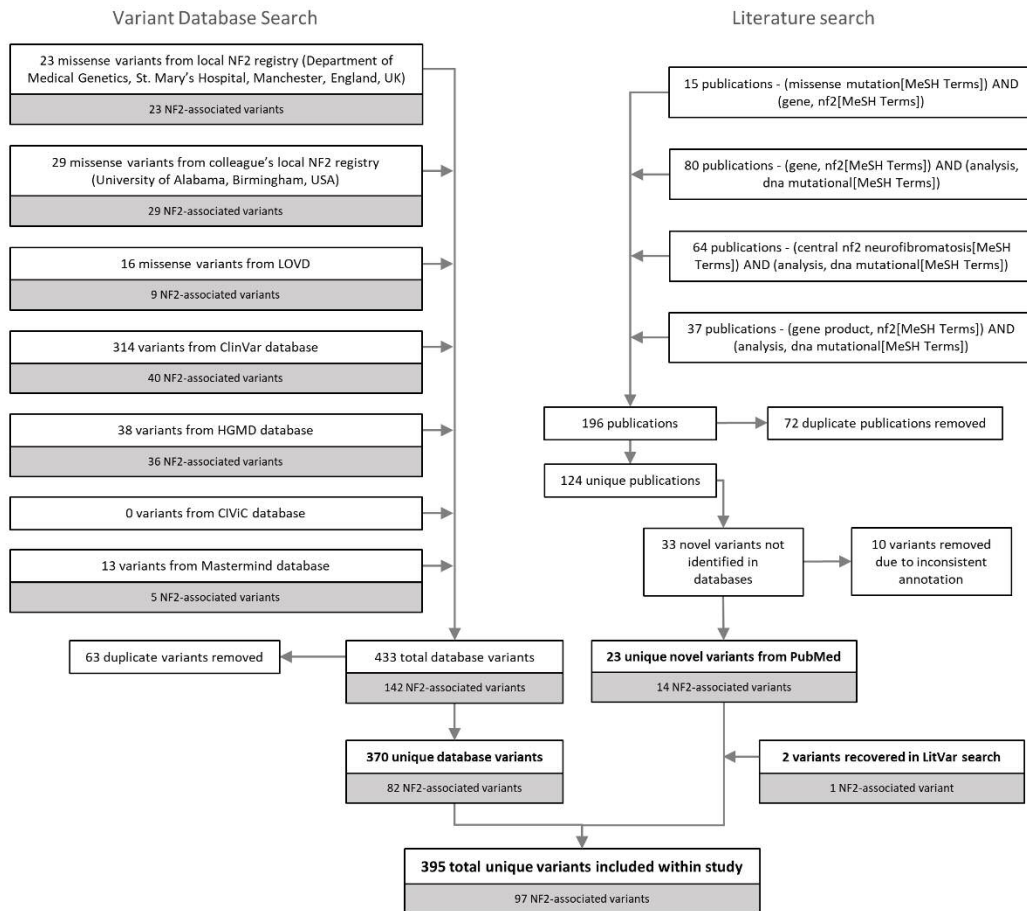 Variant Database Search
23 missense variants from local NF2 registry (Department of
Medical Genetics, St. Mary's Hospital, Manchester, England, UK)
23 NF2-associated variants
29 missense variants from colleague's local NF2 registry
(University of Alabama, Birmingham, USA)
29 NF2-associated variants
16 missense variants from LOVD
9 NF2-associated variants
314 variants from ClinVar database
40 NF2-associated variants
38 variants from HGMD database
36 NF2-associated variants
0 variants from CIViC database
13 variants from Mastermind database
5 NF2-associated variants
63 duplicate variants removed
433 total database variants
142 NF2-associated variants
370 unique database variants
82 NF2-associated variants
Literature search
15 publications - (missense mutation[MeSH Terms]) AND
(gene, nf2[MeSH Terms])
80 publications - (gene, nf2[MeSH Terms]) AND (analysis,
dna mutational[MeSH Terms])
64 publications - (central nf2 neurofibromatosis[MeSH
Terms]) AND (analysis, dna mutational[MeSH Terms])
37 publications - (gene product, nf2[MeSH Terms]) AND
(analysis, dna mutational[MeSH Terms])
196 publications
72 duplicate publications removed
124 unique publications
33 novel variants not
identified in
databases
10 variants removed
due to inconsistent
annotation
23 unique novel variants from PubMed
14 NF2-associated variants
2 variants recovered in LitVar search
1 NF2-associated variant
395 total unique variants included within study
97 NF2-associated variants